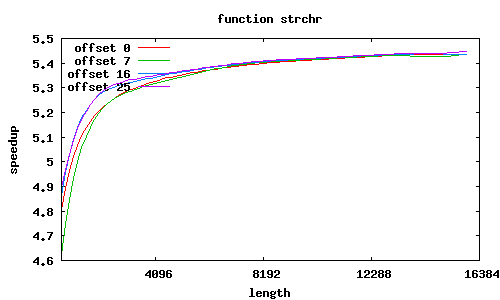 function strchr
5.5
5.4
5.3
5.2
5.1
5
4.9
4.8
4.7
4.6
speedup
offset 0
offset 7
offset 16
offset 25
4096
8192
12288
16384
length